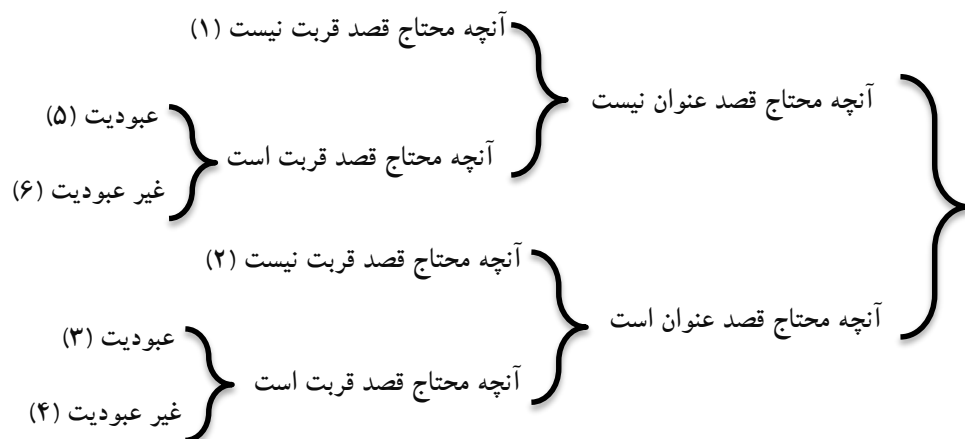 آنچه محتاج قصد قربت نیست (۱)
آنچه محتاج قصد عنوان نیست
عبودیت (۵)
آنچه محتاج قصد قربت است
غیر عبودیت (۶)
آنچه محتاج قصد قربت نیست (۲)
آنچه محتاج قصد عنوان است
عبودیت (۳)
آنچه محتاج قصد قربت است
غیر عبودیت (۴)